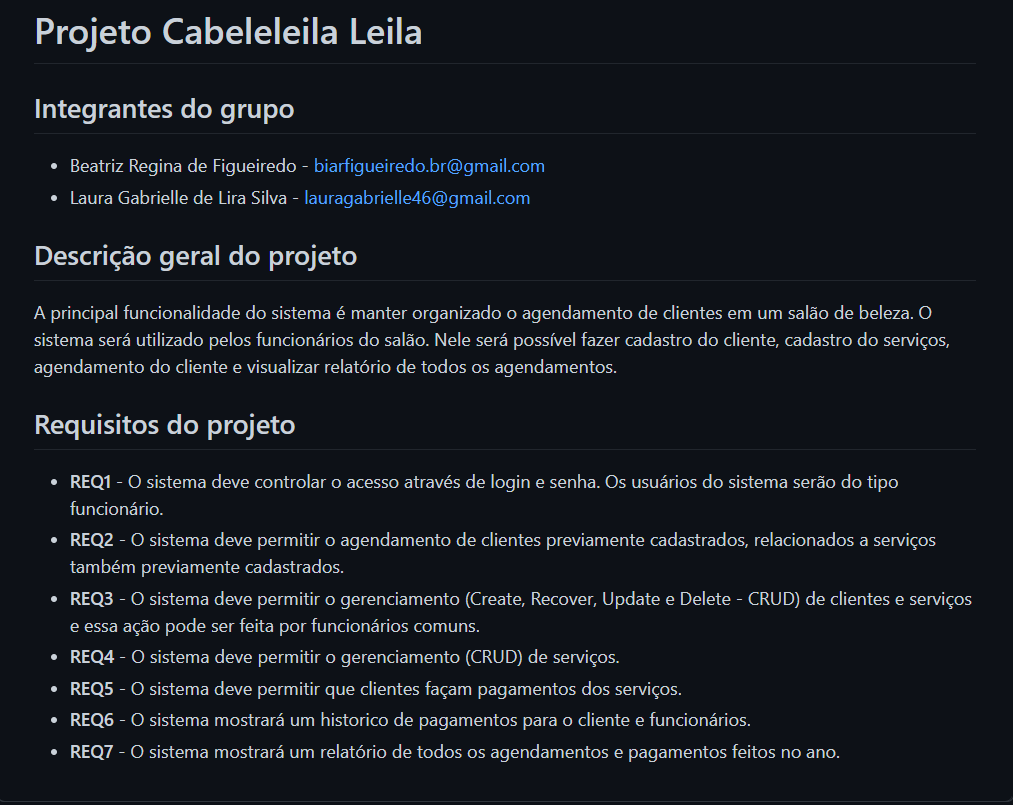 Projeto Cabeleleila Leila
Integrantes do grupo
• Beatriz Regina de Figueiredo - biarfigueiredo.br@gmail.com
• Laura Gabrielle de Lira Silva - lauragabrielle46@gmail.com
Descrição geral do projeto
A principal funcionalidade do sistema é manter organizado o agendamento de clientes em um salão de beleza. O
sistema será utilizado pelos funcionários do salão. Nele será possível fazer cadastro do cliente, cadastro do serviços,
agendamento do cliente e visualizar relatório de todos os agendamentos.
Requisitos do projeto
• REQ1 - O sistema deve controlar o acesso através de login e senha. Os usuários do sistema serão do tipo
funcionário.
• REQ2 - O sistema deve permitir o agendamento de clientes previamente cadastrados, relacionados a serviços
também previamente cadastrados.
• REQ3 - O sistema deve permitir o gerenciamento (Create, Recover, Update e Delete - CRUD) de clientes e serviços
e essa ação pode ser feita por funcionários comuns.
• REQ4 - O sistema deve permitir o gerenciamento (CRUD) de serviços.
• REQ5 - O sistema deve permitir que clientes façam pagamentos dos serviços.
• REQ6 - O sistema mostrará um historico de pagamentos para o cliente e funcionários.
• REQ7 - O sistema mostrará um relatório de todos os agendamentos e pagamentos feitos no ano.